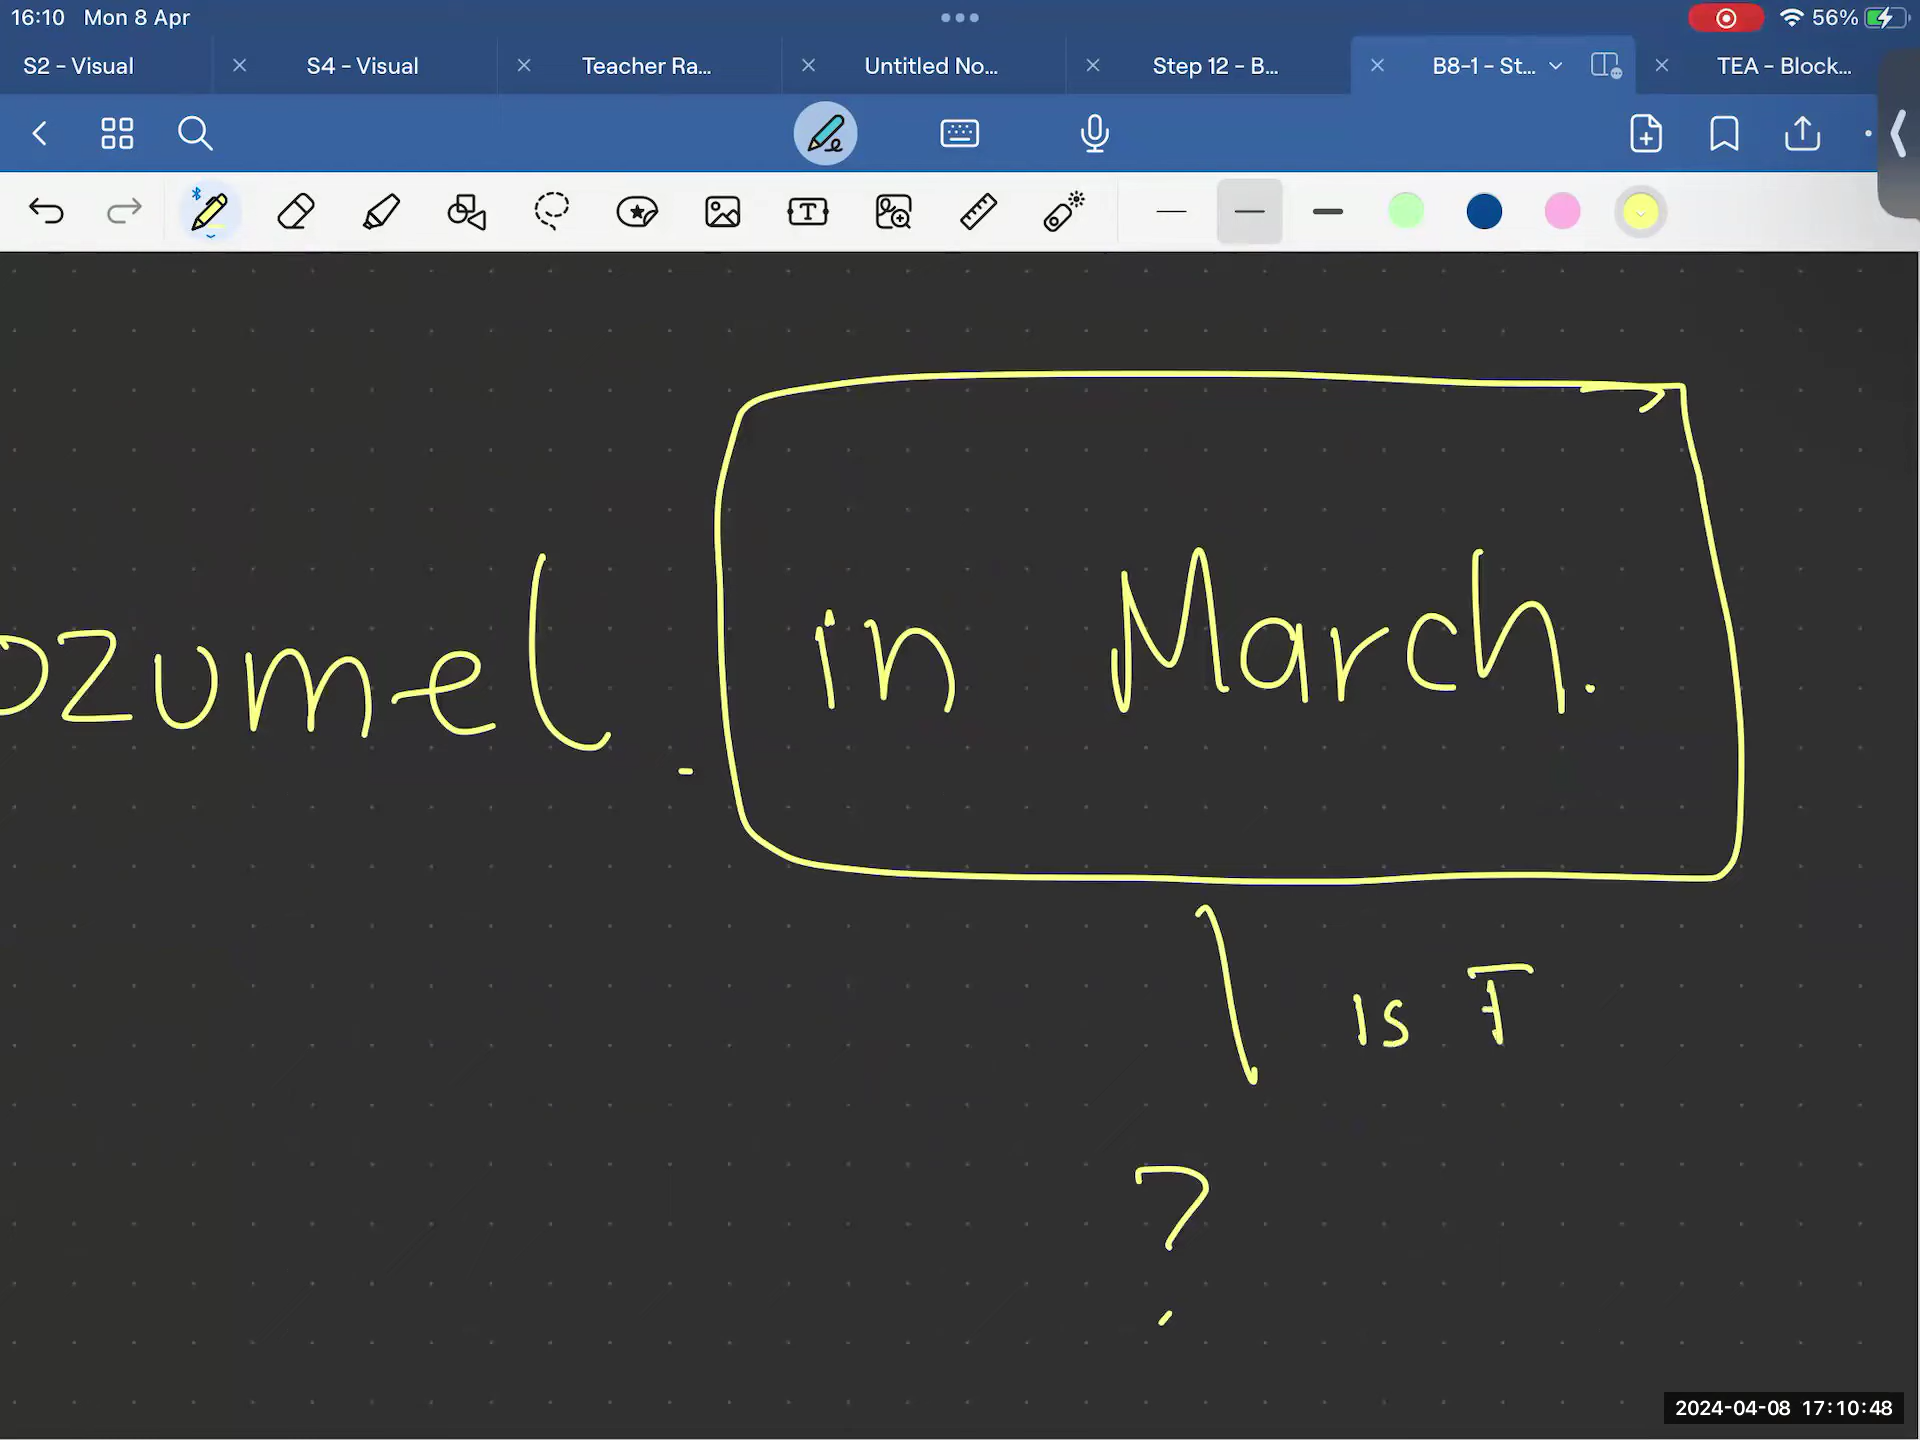 16:10 Mon 8 Apr
56%
S2 - Visual
S4 - Visual
Teacher Ra...
Untitled No...
Step 12 - B...
B8-1 - St...
TEA - Block...
ozumel in March.
Is
?
2024-04-08 17:10:48